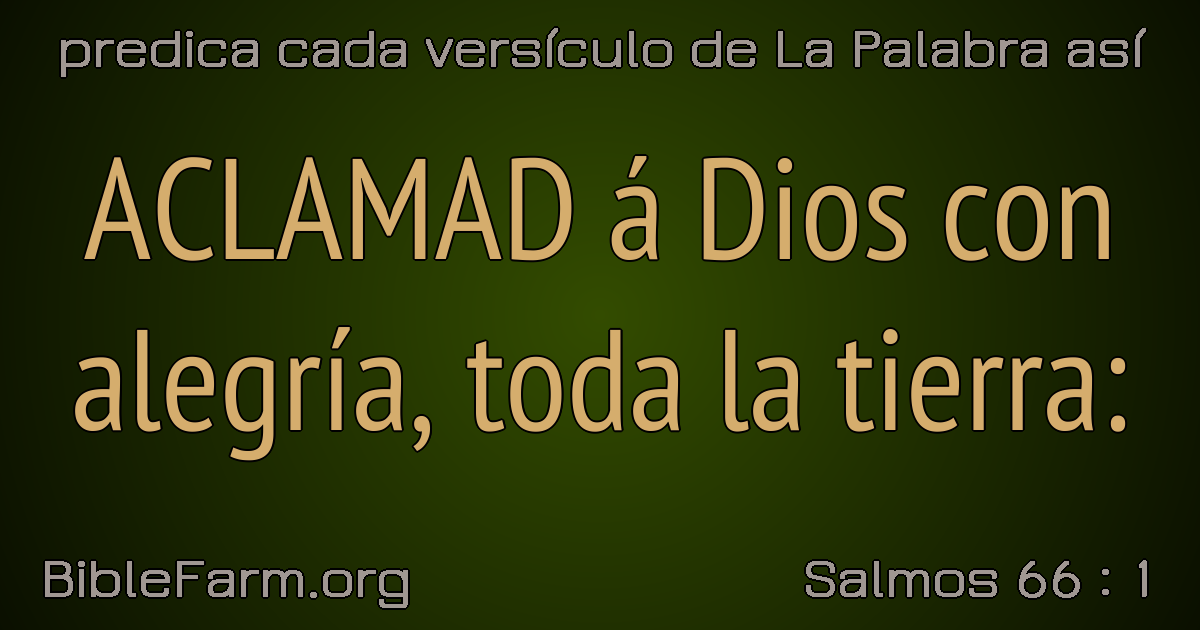 predica cada versículo de La Palabra así
ACLAMAD á Dios con
alegría, toda la tierra:
BibleFarm.org
Salmos 66 : 1